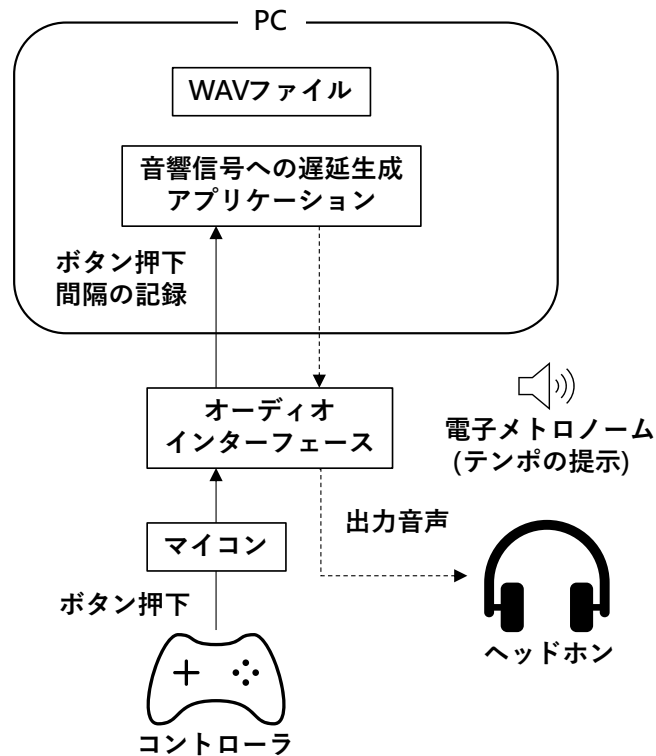 PC
WAVファイル
音響信号への遅延生成
アプリケーション
ボタン押下
間隔の記録
オーディオ
インターフェース
電子メトロノーム
(テンポの提示)
出力音声
マイコン
ボタン押下
ヘッドホン
コントローラ